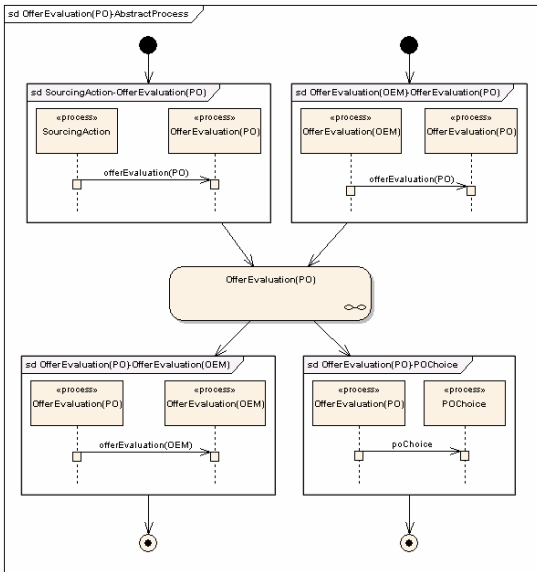 sd OfferEvaluation(PO)-AbstractProcess
sd SourcingAction-OfferEvaluation(PO)
«process»
SourcingAction
«process»
OfferEvaluation(PO)
offerEvaluation(PO)
sd OfferEvaluation(OEM)-OfferEvaluation(PO)
«process»
OfferEvaluation(OEM)
«process»
OfferEvaluation(PO)
offerEvaluation(PO)
OfferEvaluation(PO)
sd OfferEvaluation(PO)-OfferEvaluation(OEM)
«process»
OfferEvaluation(PO)
«process»
OfferEvaluation(OEM)
offerEvaluation(OEM)
sd OfferEvaluation(PO)-POChoice
«process»
OfferEvaluation(PO)
«process»
POChoice
poChoice